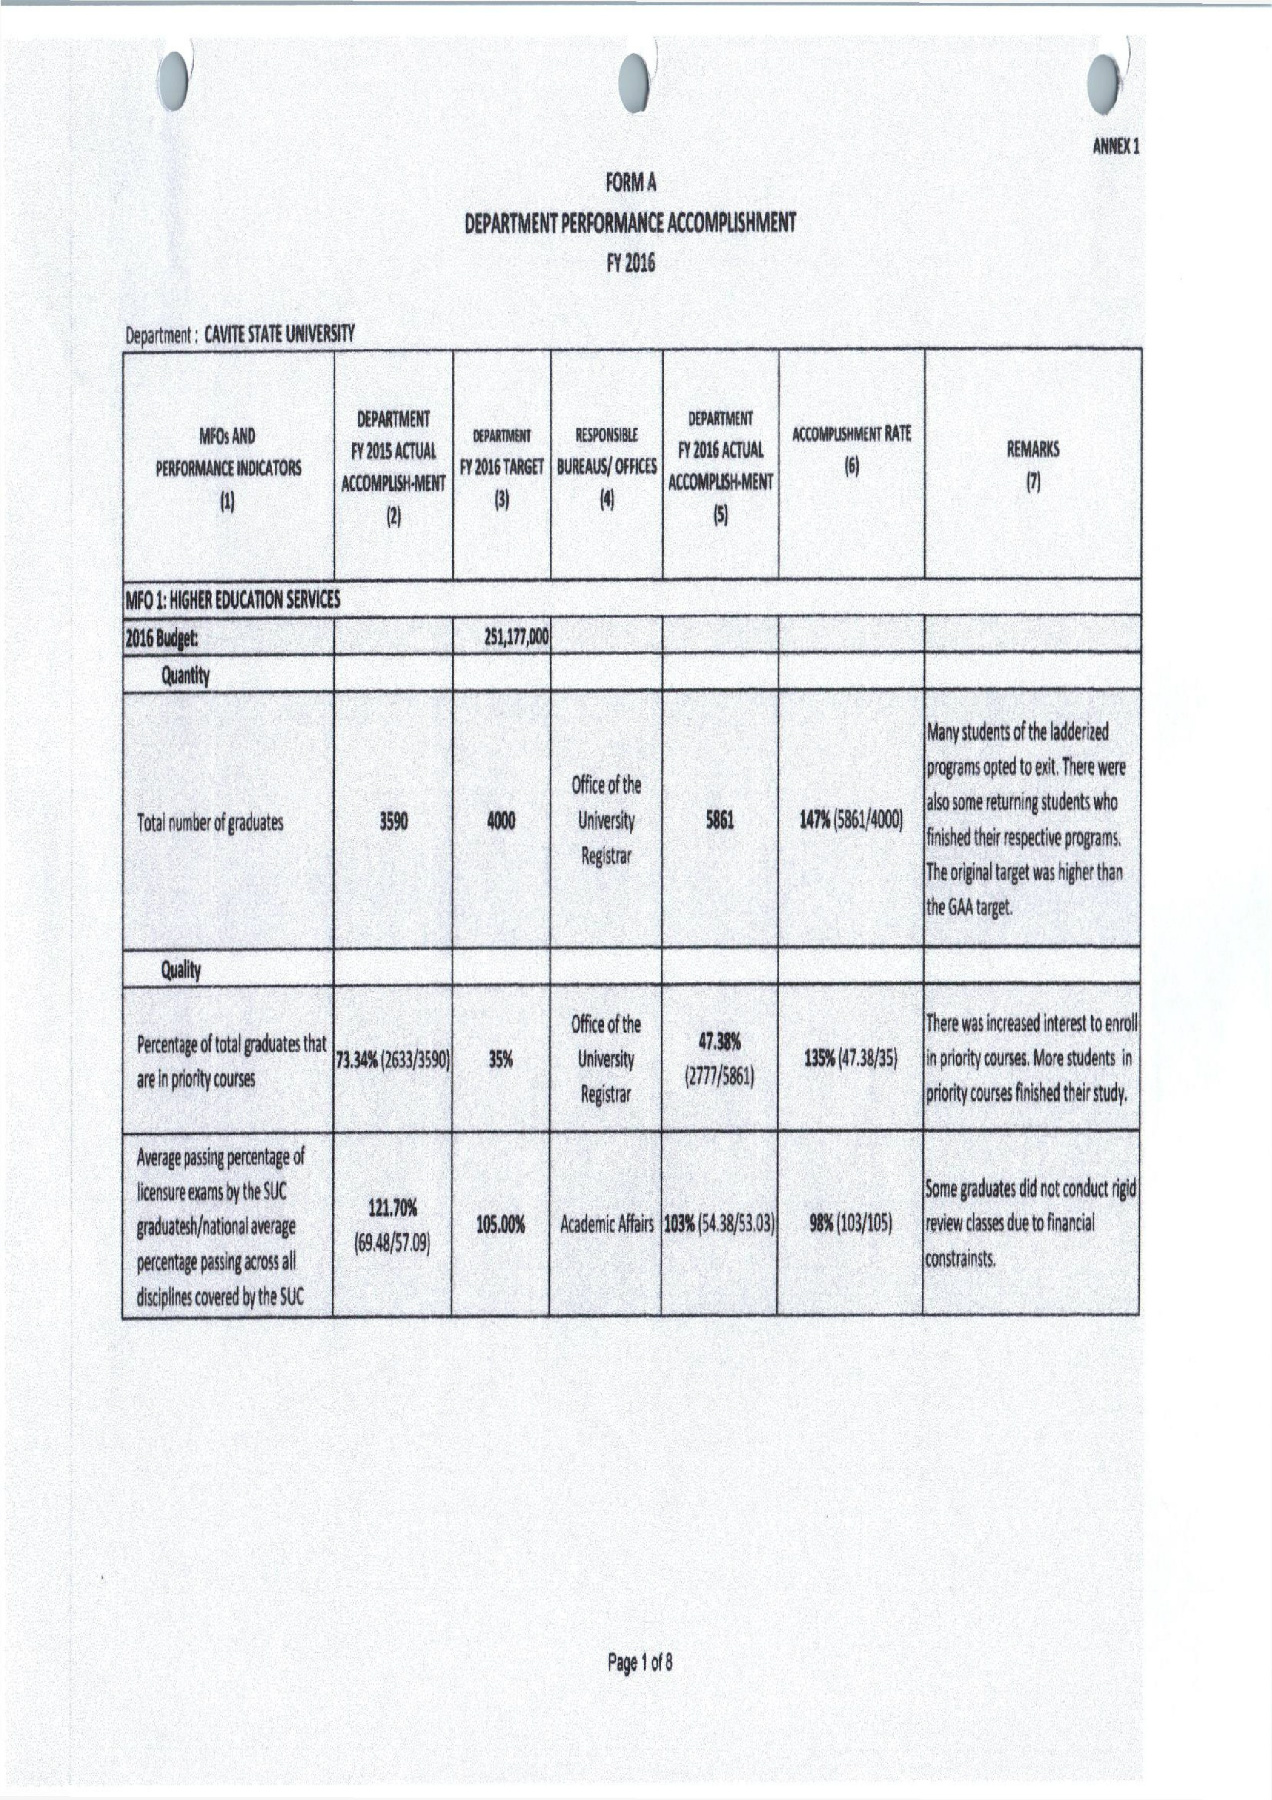 ANNEX 1
FORM A
DEPARTMENT PERFORMANCE ACCOMPLISHMENT
FY 2016
Department : CAVITE STATE UNIVERSITY
MFOs AND
PERFORMANCE INDICATORS
(1)
DEPARTMENT
FY 2015 ACTUAL
ACCOMPLISH-MENT
(2)
DEPARTMENT
FY 2016 TARGET
(3)
RESPONSIBLE
BUREAUS/ OFFICES
(4)
DEPARTMENT
FY 2016 ACTUAL
ACCOMPLISH-MENT
(5)
ACCOMPLISHMENT RATE
(6)
REMARKS
(7)
MFO 1: HIGHER EDUCATION SERVICES
2016 Budget:
251,177,000
Quantity
Total number of graduates
3590
4000
Office of the
University
Registrar
5861
147% (5861/4000)
Many students of the ladderized
programs opted to exit. There were
also some returning students who
finished their respective programs.
The original target was higher than
the GAA target.
Quality
Percentage of total graduates that
are in priority courses
73.34% (2633/3590)
35%
Office of the
University
Registrar
47.38%
(2777/5861)
135% (47.38/35)
There was increased interest to enroll
in priority courses. More students in
priority courses finished their study.
Average passing percentage of
licensure exams by the SUC
graduatesh/national average
percentage passing across all
disciplines covered by the SUC
121.70%
(69.48/57.09)
105.00%
Academic Affairs
103% (54.38/53.03)
98% (103/105)
Some graduates did not conduct rigid
review classes due to financial
constrainsts.
Page 1 of 8